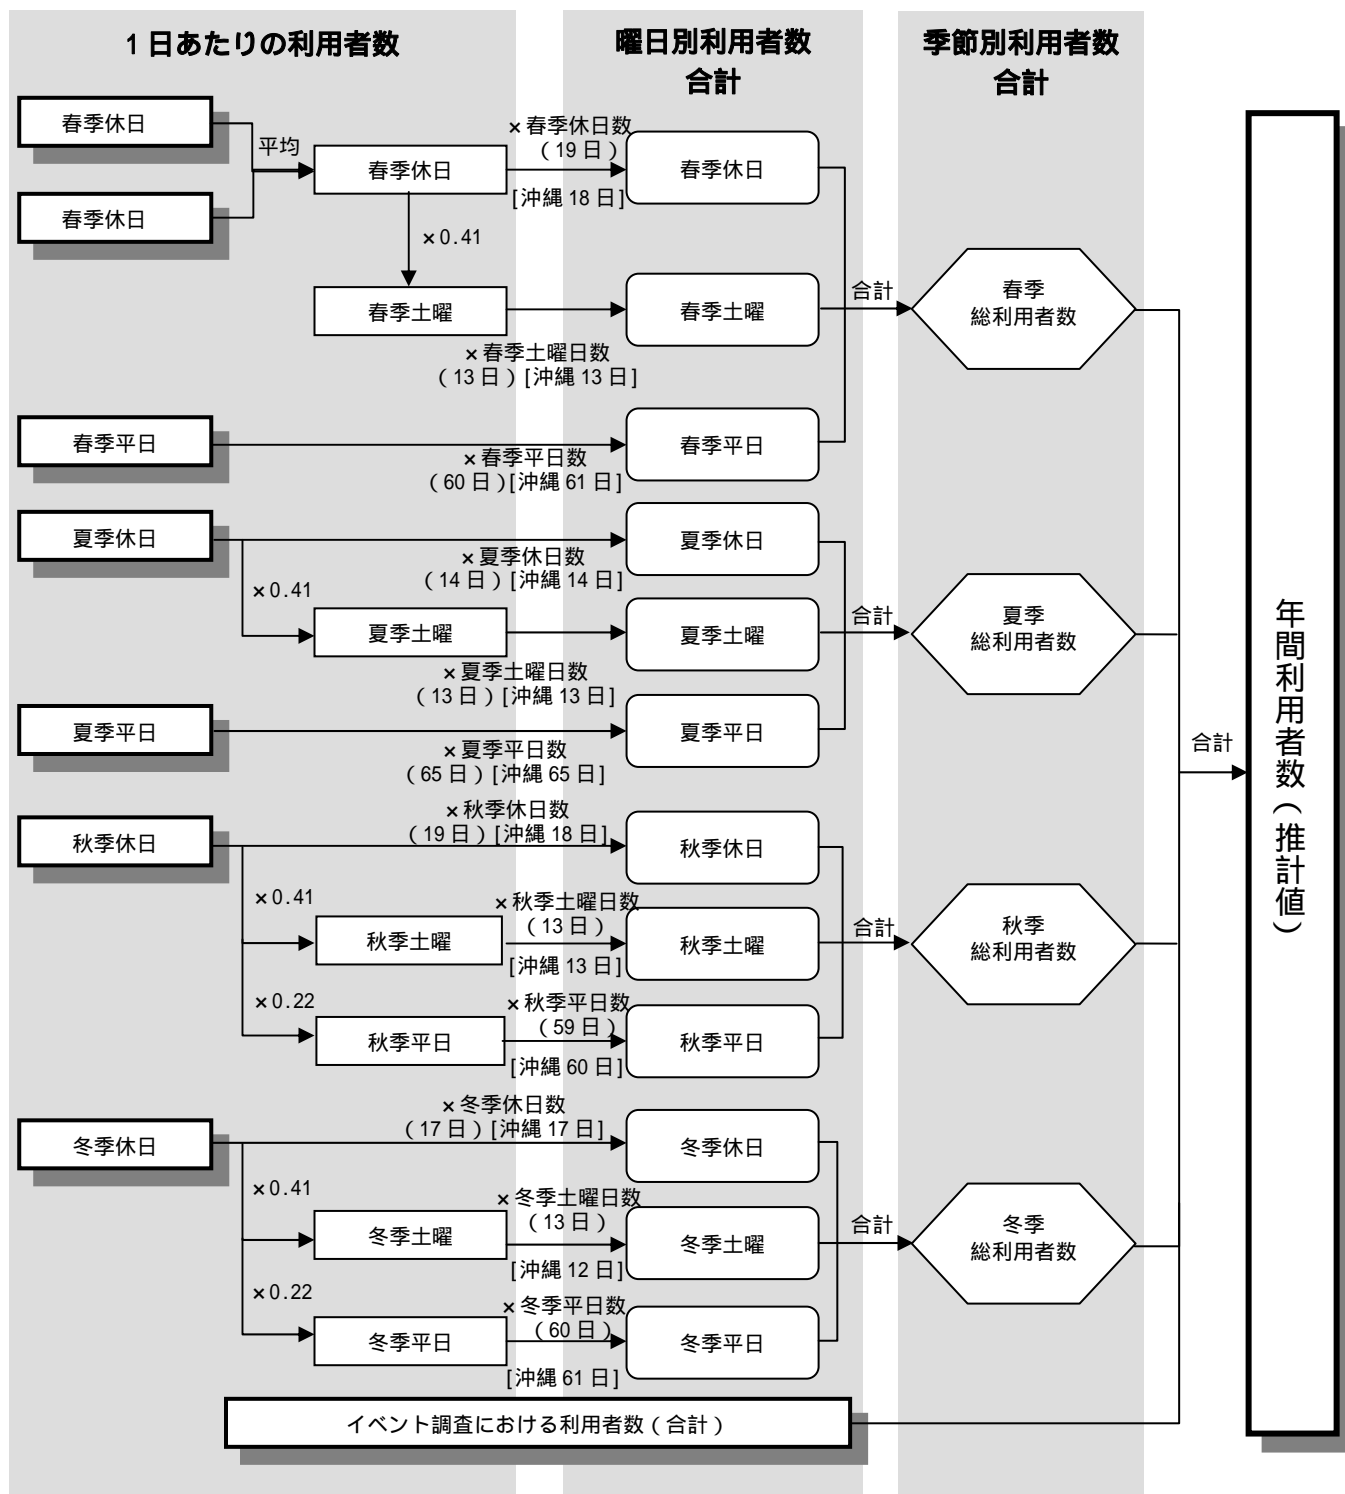 1日あたりの利用者数
曜日別利用者数
合計
季節別利用者数
合計
春季休日
春季休日
平均
春季休日
×春季休日数
（19日）
[沖縄18日]
春季休日
×0.41
春季土曜
×春季土曜日数
（13日）[沖縄13日]
春季土曜
合計
春季
総利用者数
春季平日
×春季平日数
（60日）[沖縄61日]
春季平日
夏季休日
×夏季休日数
（14日）[沖縄14日]
夏季休日
×0.41
夏季土曜
×夏季土曜日数
（13日）[沖縄13日]
夏季土曜
合計
夏季
総利用者数
夏季平日
×夏季平日数
（65日）[沖縄65日]
夏季平日
秋季休日
×秋季休日数
（19日）[沖縄18日]
秋季休日
×0.41
秋季土曜
×秋季土曜日数
（13日）
[沖縄13日]
秋季土曜
合計
秋季
総利用者数
×0.22
秋季平日
×秋季平日数
（59日）
[沖縄60日]
秋季平日
冬季休日
×冬季休日数
（17日）[沖縄17日]
冬季休日
×0.41
冬季土曜
×冬季土曜日数
（13日）
[沖縄12日]
冬季土曜
合計
冬季
総利用者数
×0.22
冬季平日
×冬季平日数
（60日）
[沖縄61日]
冬季平日
イベント調査における利用者数（合計）
合計
年間利用者数（推計値）